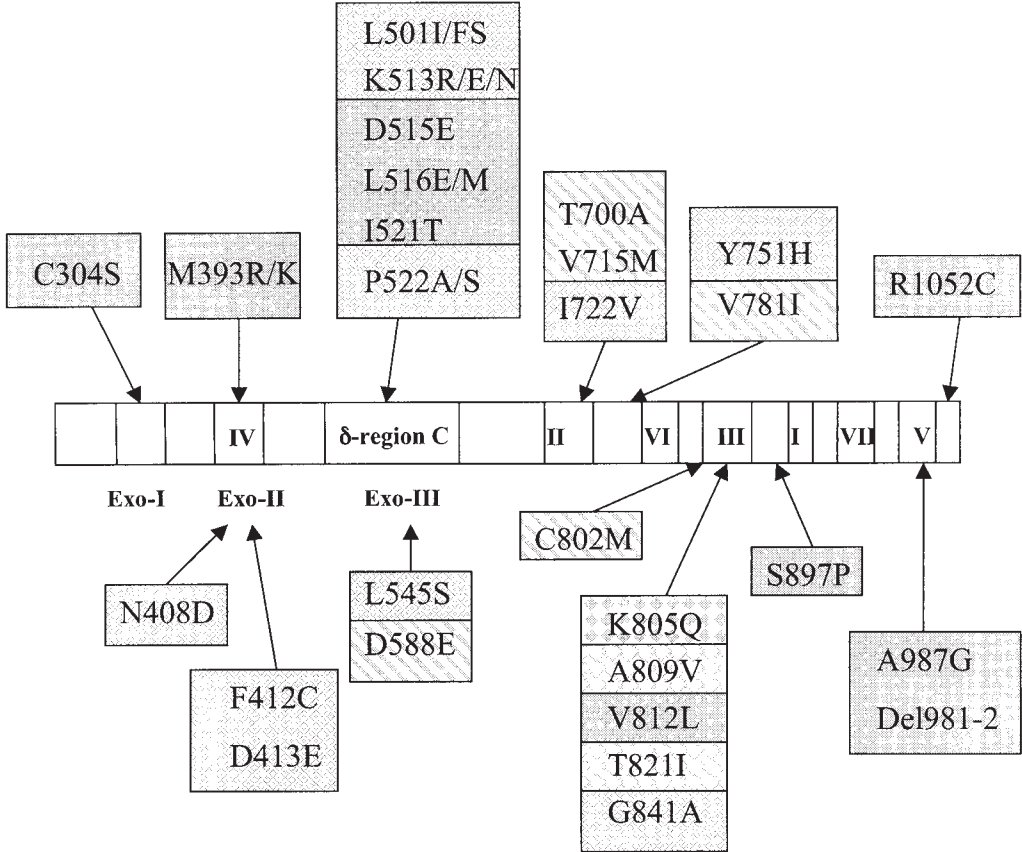 L501I/FS
K513R/E/N
D515E
L516E/M
I521T
P522A/S
C304S
M393R/K
T700A
V715M
I722V
Y751H
V781I
R1052C
IV
δ-region C
II
VI
III
I
VII
V
Exo-I
Exo-II
Exo-III
N408D
F412C
D413E
L545S
D588E
C802M
K805Q
A809V
V812L
T821I
G841A
S897P
A987G
Del981-2